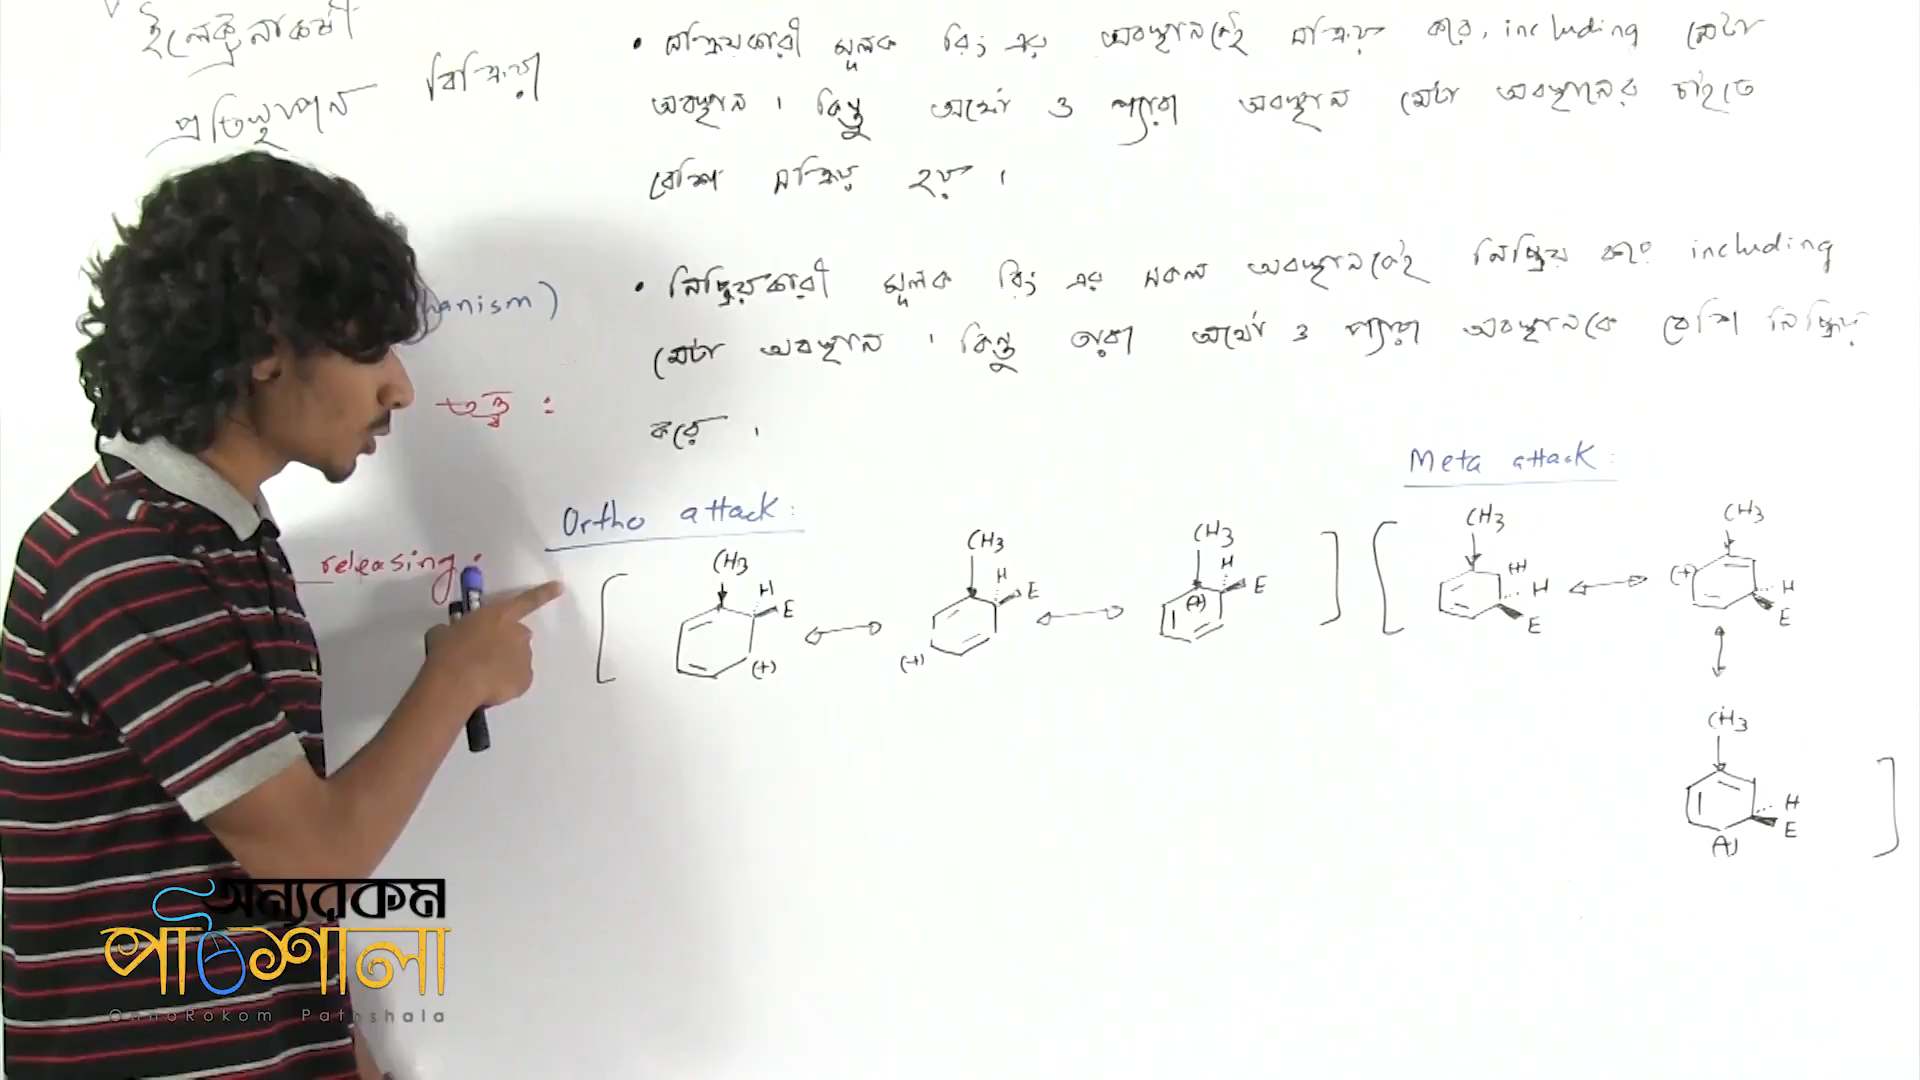 ইলেক্ট্রনাকর্ষী
প্রতিস্থাপন বিক্রিয়া
hanism)
তত্ত্ব :
releasing :
• সক্রিয়কারী মূলক রিং এর অবস্থানকেই সক্রিয় করে, including মেটা
অবস্থান । কিন্তু অর্থো ও প্যারা অবস্থান মেটা অবস্থানের চাইতে
বেশি সক্রিয় হয় ।
• নিষ্ক্রিয়কারী মূলক রিং এর সকল অবস্থানকেই নিষ্ক্রিয় করে including
মেটা অবস্থান । কিন্তু তারা অর্থো ও প্যারা অবস্থানকে বেশি নিষ্ক্রিয়
করে ।
Ortho attack :
CH3 H E (+)
CH3 H E (+)
CH3 H E (+)
Meta attack :
CH3 (+) H E
CH3 (+) H E
CH3 H E (+)
অন্যরকম
পাঠশালা
OnnoRokom Pathshala